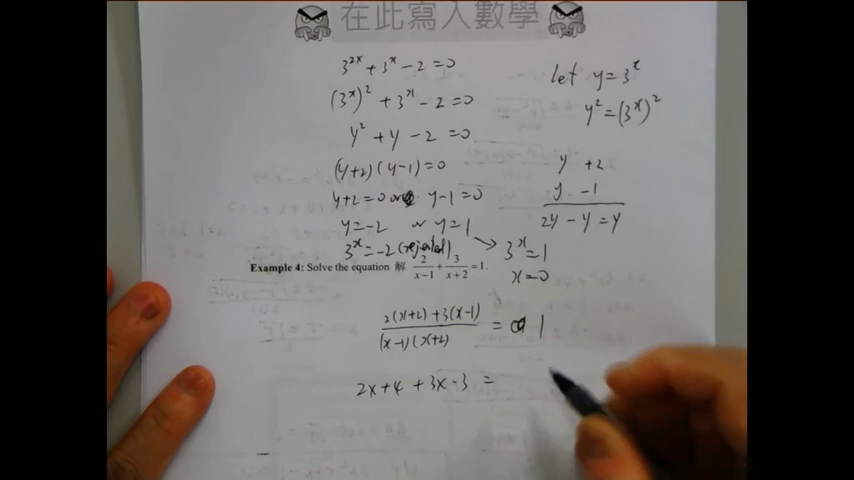 在此寫入數學
3^{2x} + 3^x - 2 = 0
let y = 3^x
(3^x)^2 + 3^x - 2 = 0
y^2 = (3^x)^2
y^2 + y - 2 = 0
(y+2)(y-1) = 0
y +2
y+2=0 or y-1=0
y -1
y=-2 or y=1
2y - y = y
3^x = -2 (rejected) → 3^x = 1
Example 4: Solve the equation 解 \frac{2}{x-1} + \frac{3}{x+2} = 1.
x=0
\frac{2(x+2)+3(x-1)}{(x-1)(x+2)} = 1
2x+4 + 3x-3 =